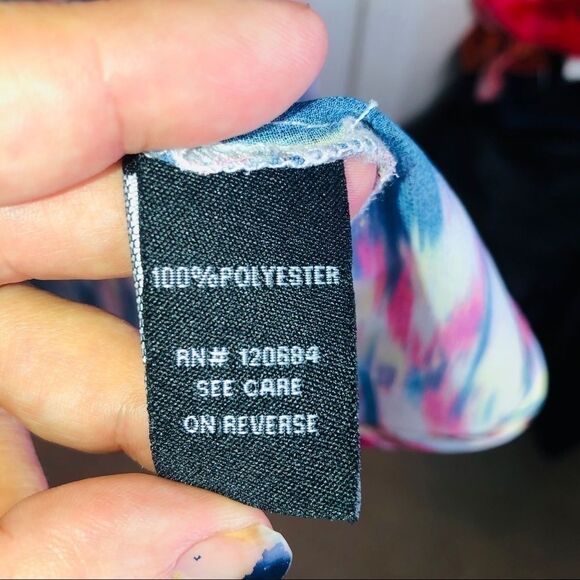 100%POLYESTER
RN# 120684
SEE CARE
ON REVERSE